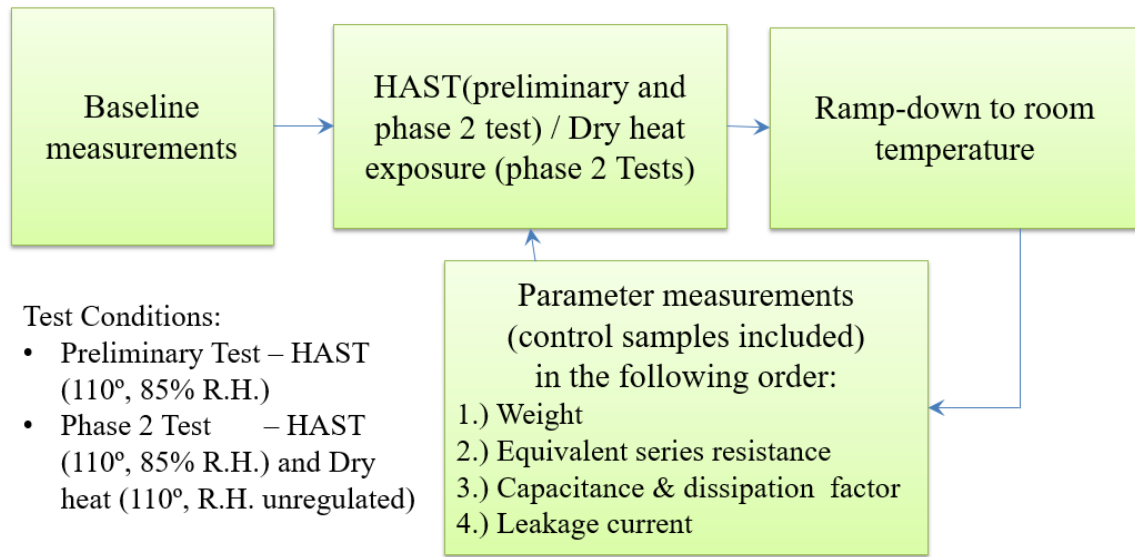 Baseline
measurements
HAST(preliminary and
phase 2 test) / Dry heat
exposure (phase 2 Tests)
Ramp-down to room
temperature
Parameter measurements
(control samples included)
in the following order:
1.) Weight
2.) Equivalent series resistance
3.) Capacitance & dissipation factor
4.) Leakage current
Test Conditions:
• Preliminary Test – HAST
(110º, 85% R.H.)
• Phase 2 Test – HAST
(110º, 85% R.H.) and Dry
heat (110º, R.H. unregulated)